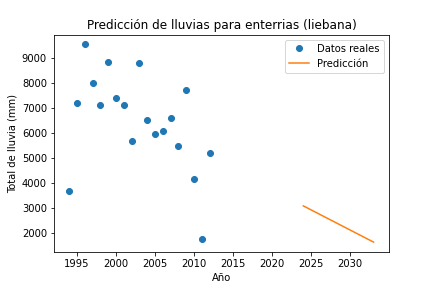 Predicción de lluvias para enterrias (liebana)
Datos reales
Predicción
Total de lluvia (mm)
9000
8000
7000
6000
5000
4000
3000
2000
1995 2000 2005 2010 2015 2020 2025 2030
Año